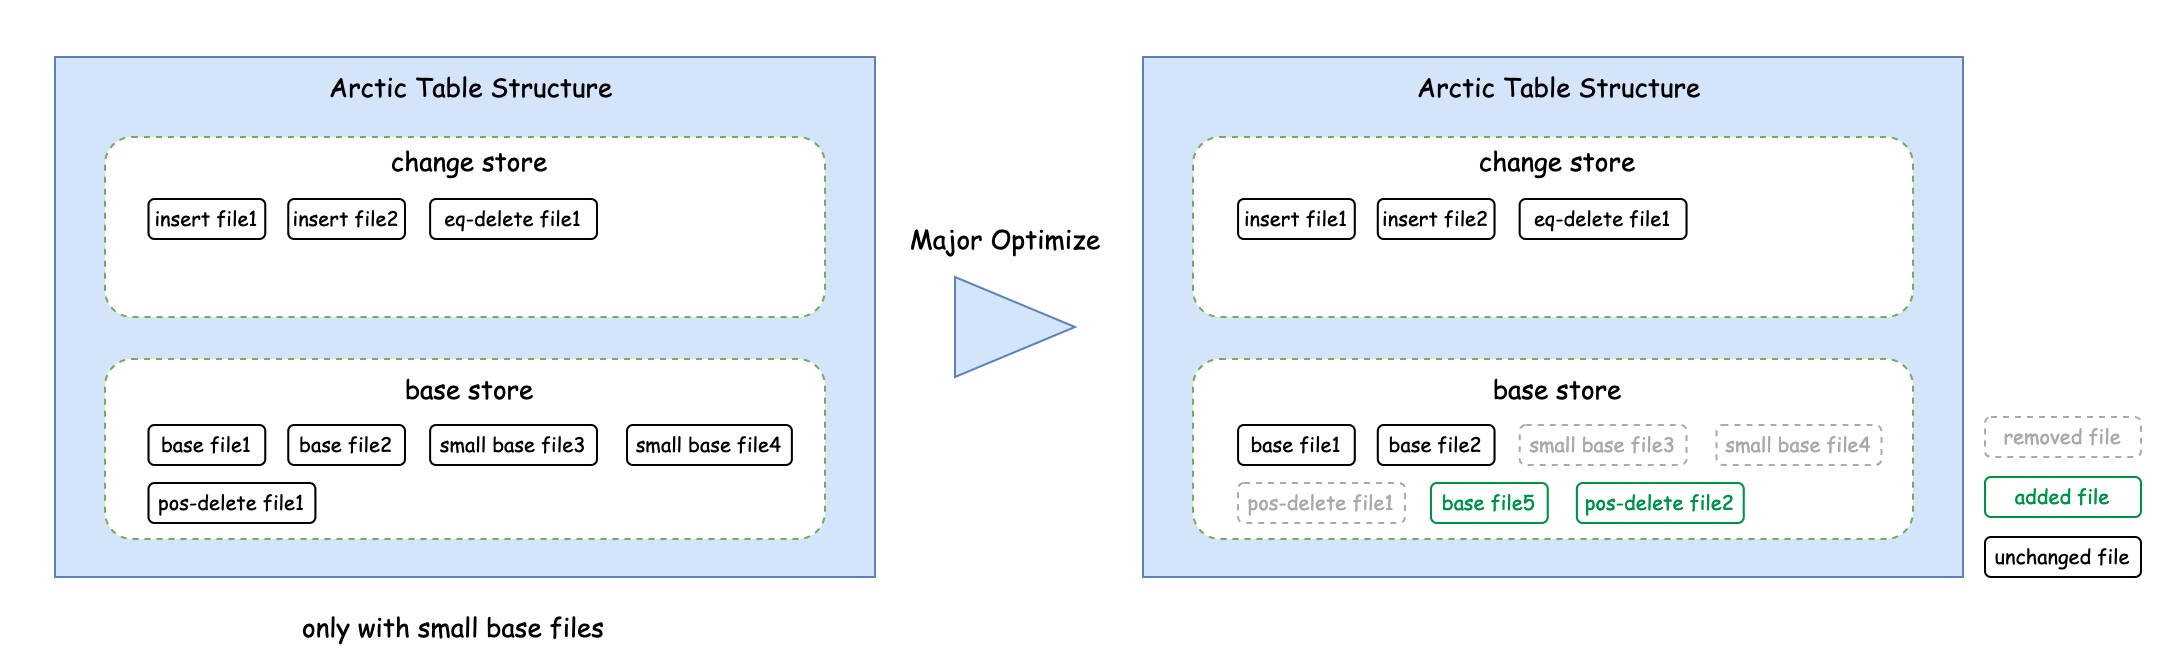 Arctic Table Structure
change store
insert file1 insert file2 eq-delete file1
base store
base file1 base file2 small base file3 small base file4
pos-delete file1
only with small base files
Major Optimize
Arctic Table Structure
change store
insert file1 insert file2 eq-delete file1
base store
base file1 base file2 small base file3 small base file4
pos-delete file1 base file5 pos-delete file2
removed file
added file
unchanged file